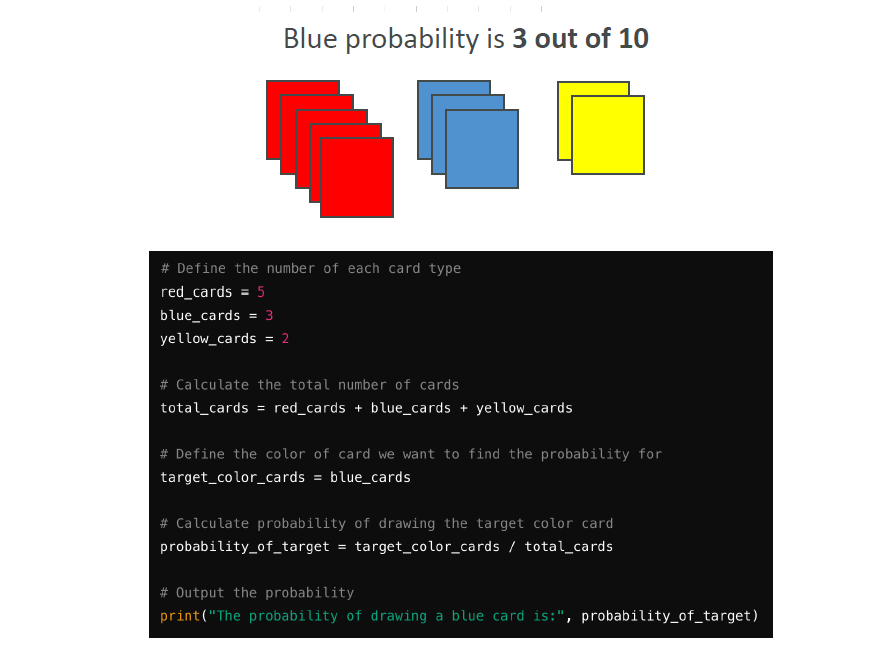 Blue probability is 3 out of 10
# Define the number of each card type
red_cards = 5
blue_cards = 3
yellow_cards = 2
# Calculate the total number of cards
total_cards = red_cards + blue_cards + yellow_cards
# Define the color of card we want to find the probability for
target_color_cards = blue_cards
# Calculate probability of drawing the target color card
probability_of_target = target_color_cards / total_cards
# Output the probability
print("The probability of drawing a blue card is:", probability_of_target)